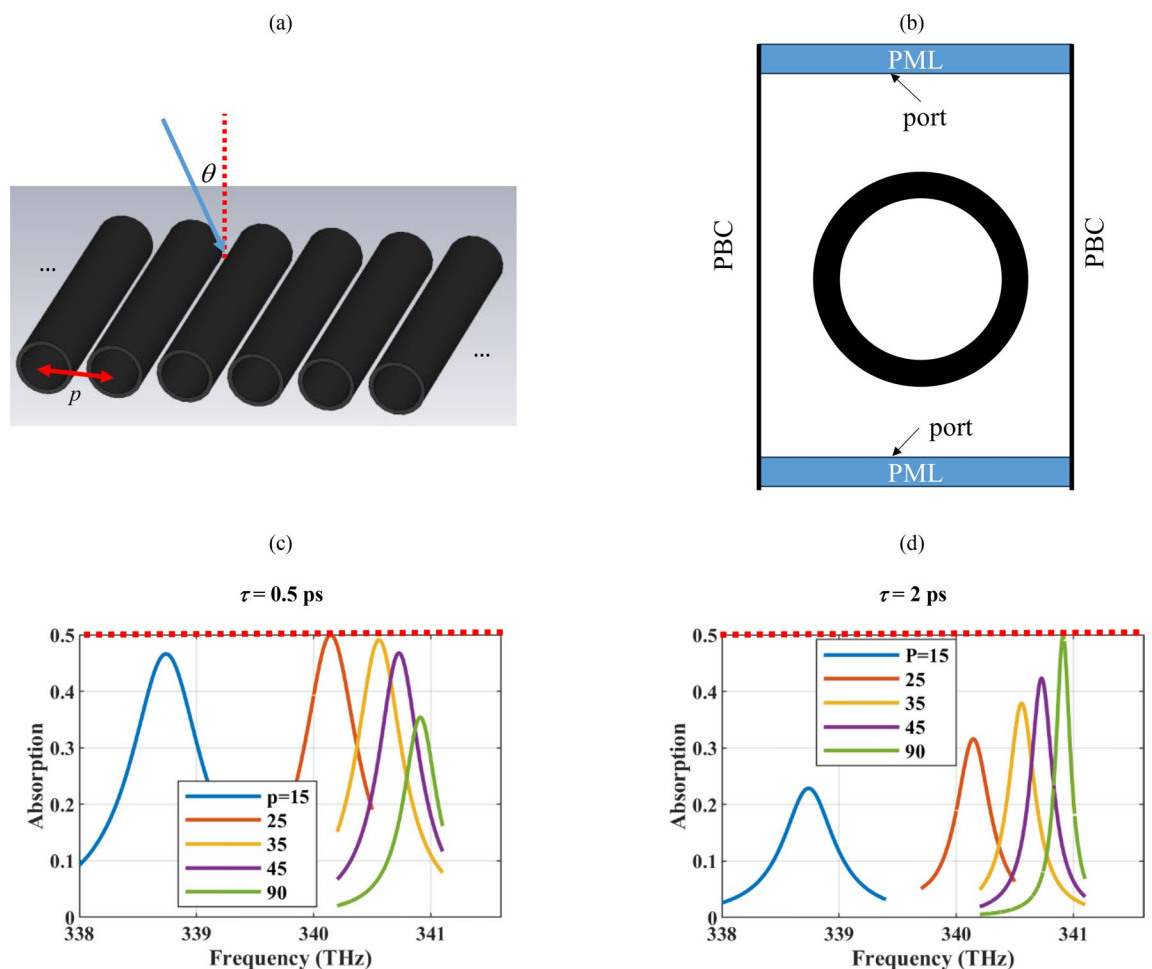 (a)
θ
...
...
p
(b)
PML
port
PBC
PBC
port
PML
(c)
τ = 0.5 ps
0.5
0.4
0.3
0.2
0.1
0
Absorption
p=15
25
35
45
90
338
339
340
341
Frequency (THz)
(d)
τ = 2 ps
0.5
0.4
0.3
0.2
0.1
0
Absorption
P=15
25
35
45
90
338
339
340
341
Frequency (THz)